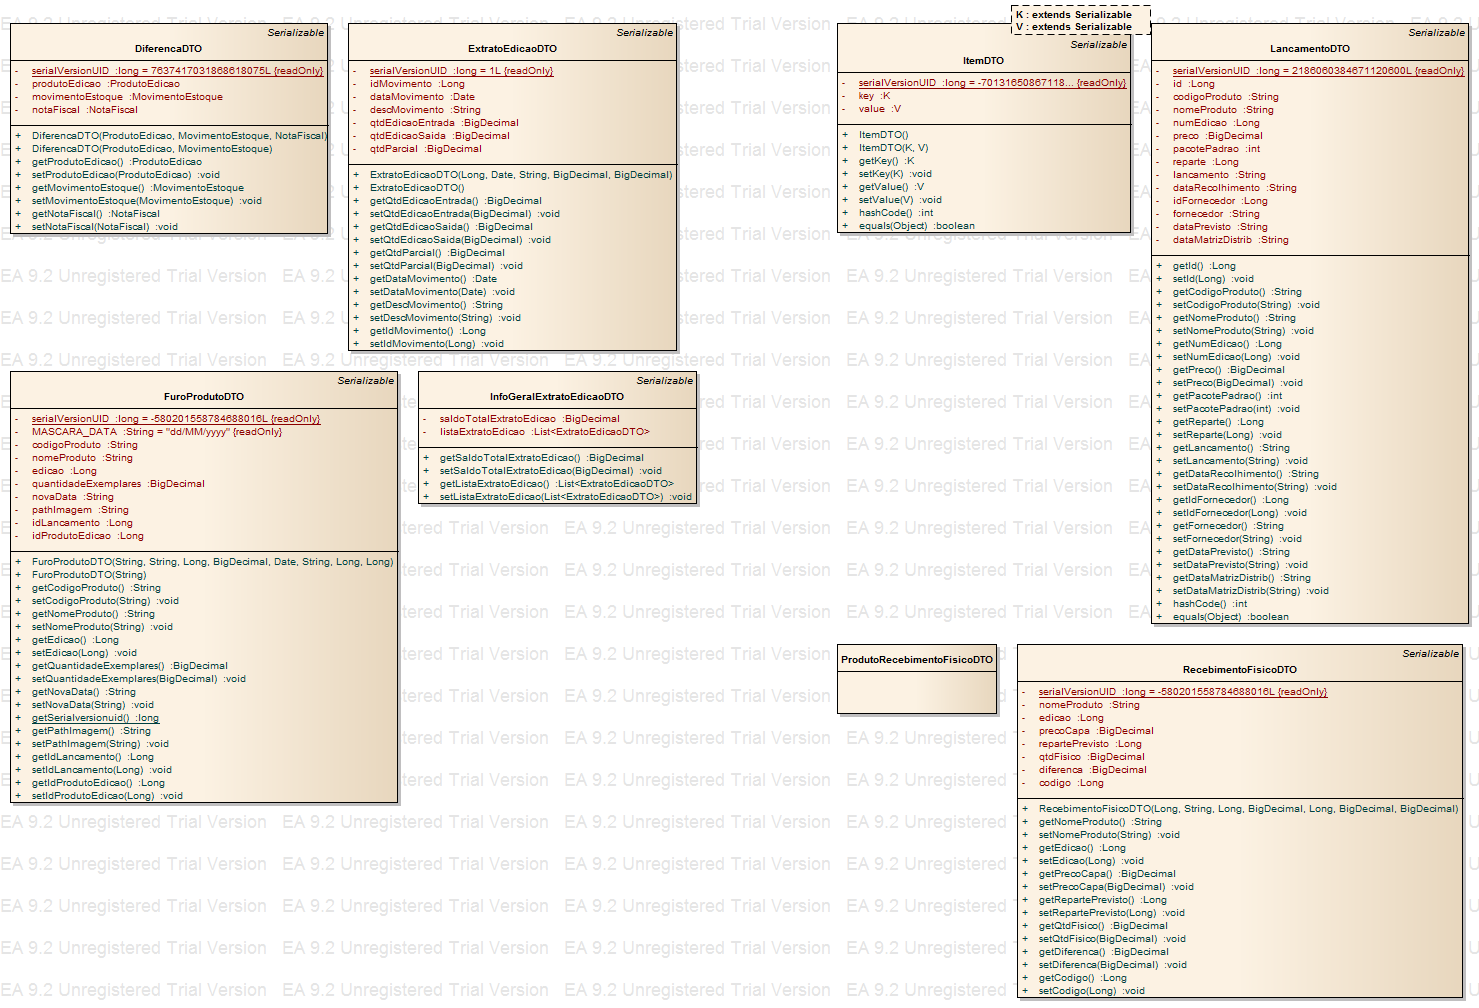 Serializable
DiferencaDTO
- serialVersionUID :long = 7637417031868618075L {readOnly}
- produtoEdicao :ProdutoEdicao
- movimentoEstoque :MovimentoEstoque
- notaFiscal :NotaFiscal
+ DiferencaDTO(ProdutoEdicao, MovimentoEstoque, NotaFiscal)
+ DiferencaDTO(ProdutoEdicao, MovimentoEstoque)
+ getProdutoEdicao() :ProdutoEdicao
+ setProdutoEdicao(ProdutoEdicao) :void
+ getMovimentoEstoque() :MovimentoEstoque
+ setMovimentoEstoque(MovimentoEstoque) :void
+ getNotaFiscal() :NotaFiscal
+ setNotaFiscal(NotaFiscal) :void
Serializable
ExtratoEdicaoDTO
- serialVersionUID :long = 1L {readOnly}
- idMovimento :Long
- dataMovimento :Date
- descMovimento :String
- qtdEdicaoEntrada :BigDecimal
- qtdEdicaoSaida :BigDecimal
- qtdParcial :BigDecimal
+ ExtratoEdicaoDTO(Long, Date, String, BigDecimal, BigDecimal)
+ ExtratoEdicaoDTO()
+ getQtdEdicaoEntrada() :BigDecimal
+ setQtdEdicaoEntrada(BigDecimal) :void
+ getQtdEdicaoSaida() :BigDecimal
+ setQtdEdicaoSaida(BigDecimal) :void
+ getQtdParcial() :BigDecimal
+ setQtdParcial(BigDecimal) :void
+ getDataMovimento() :Date
+ setDataMovimento(Date) :void
+ getDescMovimento() :String
+ setDescMovimento(String) :void
+ getIdMovimento() :Long
+ setIdMovimento(Long) :void
K : extends Serializable
V : extends Serializable
Serializable
ItemDTO
- serialVersionUID :long = -70131650867118... {readOnly}
- key :K
- value :V
+ ItemDTO()
+ ItemDTO(K, V)
+ getKey() :K
+ setKey(K) :void
+ getValue() :V
+ setValue(V) :void
+ hashCode() :int
+ equals(Object) :boolean
Serializable
LancamentoDTO
- serialVersionUID :long = 2186060384671120600L {readOnly}
- id :Long
- codigoProduto :String
- nomeProduto :String
- numEdicao :Long
- preco :BigDecimal
- pacotePadrao :int
- reparte :Long
- lancamento :String
- dataRecolhimento :String
- idFornecedor :Long
- fornecedor :String
- dataPrevisto :String
- dataMatrizDistrib :String
+ getId() :Long
+ setId(Long) :void
+ getCodigoProduto() :String
+ setCodigoProduto(String) :void
+ getNomeProduto() :String
+ setNomeProduto(String) :void
+ getNumEdicao() :Long
+ setNumEdicao(Long) :void
+ getPreco() :BigDecimal
+ setPreco(BigDecimal) :void
+ getPacotePadrao() :int
+ setPacotePadrao(int) :void
+ getReparte() :Long
+ setReparte(Long) :void
+ getLancamento() :String
+ setLancamento(String) :void
+ getDataRecolhimento() :String
+ setDataRecolhimento(String) :void
+ getIdFornecedor() :Long
+ setIdFornecedor(Long) :void
+ getFornecedor() :String
+ setFornecedor(String) :void
+ getDataPrevisto() :String
+ setDataPrevisto(String) :void
+ getDataMatrizDistrib() :String
+ setDataMatrizDistrib(String) :void
+ hashCode() :int
+ equals(Object) :boolean
Serializable
FuroProdutoDTO
- serialVersionUID :long = -580201558784688016L {readOnly}
- MASCARA_DATA :String = "dd/MM/yyyy" {readOnly}
- codigoProduto :String
- nomeProduto :String
- edicao :Long
- quantidadeExemplares :BigDecimal
- novaData :String
- pathImagem :String
- idLancamento :Long
- idProdutoEdicao :Long
+ FuroProdutoDTO(String, String, Long, BigDecimal, Date, String, Long, Long)
+ FuroProdutoDTO(String)
+ getCodigoProduto() :String
+ setCodigoProduto(String) :void
+ getNomeProduto() :String
+ setNomeProduto(String) :void
+ getEdicao() :Long
+ setEdicao(Long) :void
+ getQuantidadeExemplares() :BigDecimal
+ setQuantidadeExemplares(BigDecimal) :void
+ getNovaData() :String
+ setNovaData(String) :void
+ getSerialversionuid() :long
+ getPathImagem() :String
+ setPathImagem(String) :void
+ getIdLancamento() :Long
+ setIdLancamento(Long) :void
+ getIdProdutoEdicao() :Long
+ setIdProdutoEdicao(Long) :void
Serializable
InfoGeralExtratoEdicaoDTO
- saldoTotalExtratoEdicao :BigDecimal
- listaExtratoEdicao :List<ExtratoEdicaoDTO>
+ getSaldoTotalExtratoEdicao() :BigDecimal
+ setSaldoTotalExtratoEdicao(BigDecimal) :void
+ getListaExtratoEdicao() :List<ExtratoEdicaoDTO>
+ setListaExtratoEdicao(List<ExtratoEdicaoDTO>) :void
ProdutoRecebimentoFisicoDTO
Serializable
RecebimentoFisicoDTO
- serialVersionUID :long = -580201558784688016L {readOnly}
- nomeProduto :String
- edicao :Long
- precoCapa :BigDecimal
- repartePrevisto :Long
- qtdFisico :BigDecimal
- diferenca :BigDecimal
- codigo :Long
+ RecebimentoFisicoDTO(Long, String, Long, BigDecimal, Long, BigDecimal, BigDecimal)
+ getNomeProduto() :String
+ setNomeProduto(String) :void
+ getEdicao() :Long
+ setEdicao(Long) :void
+ getPrecoCapa() :BigDecimal
+ setPrecoCapa(BigDecimal) :void
+ getRepartePrevisto() :Long
+ setRepartePrevisto(Long) :void
+ getQtdFisico() :BigDecimal
+ setQtdFisico(BigDecimal) :void
+ getDiferenca() :BigDecimal
+ setDiferenca(BigDecimal) :void
+ getCodigo() :Long
+ setCodigo(Long) :void
EA 9.2 Unregistered Trial Version EA 9.2 Unregistered Trial Version EA 9.2 Unregistered Trial Version EA 9.2 Unregistered Trial Version